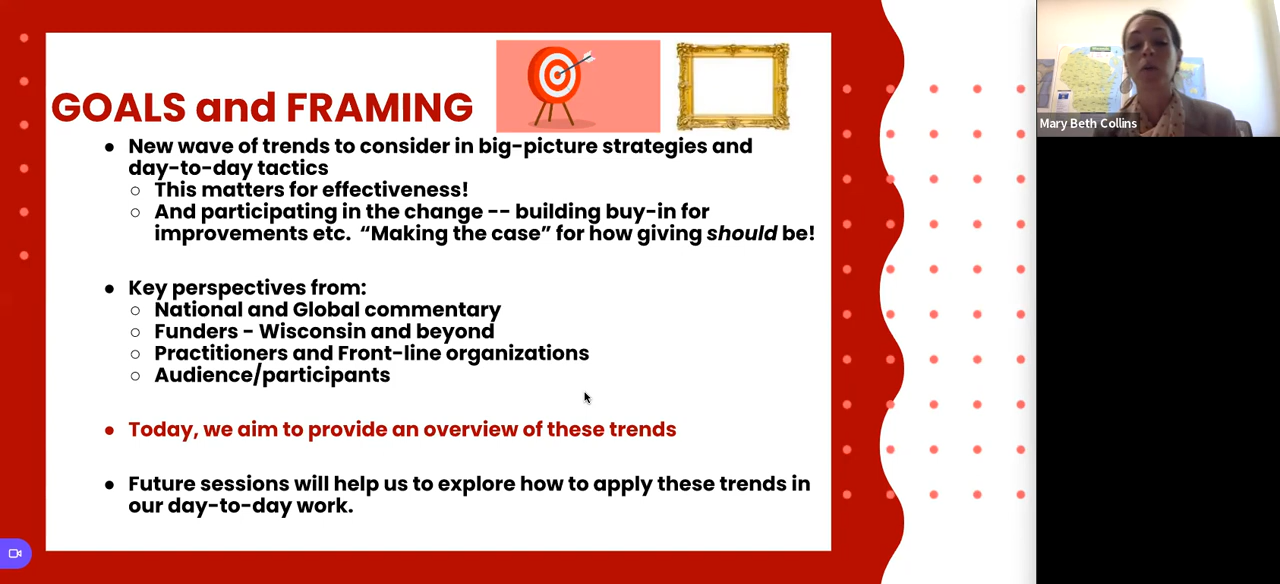 GOALS and FRAMING
● New wave of trends to consider in big-picture strategies and
day-to-day tactics
○ This matters for effectiveness!
○ And participating in the change -- building buy-in for
improvements etc. “Making the case” for how giving should be!
● Key perspectives from:
○ National and Global commentary
○ Funders - Wisconsin and beyond
○ Practitioners and Front-line organizations
○ Audience/participants
● Today, we aim to provide an overview of these trends
● Future sessions will help us to explore how to apply these trends in
our day-to-day work.
Mary Beth Collins